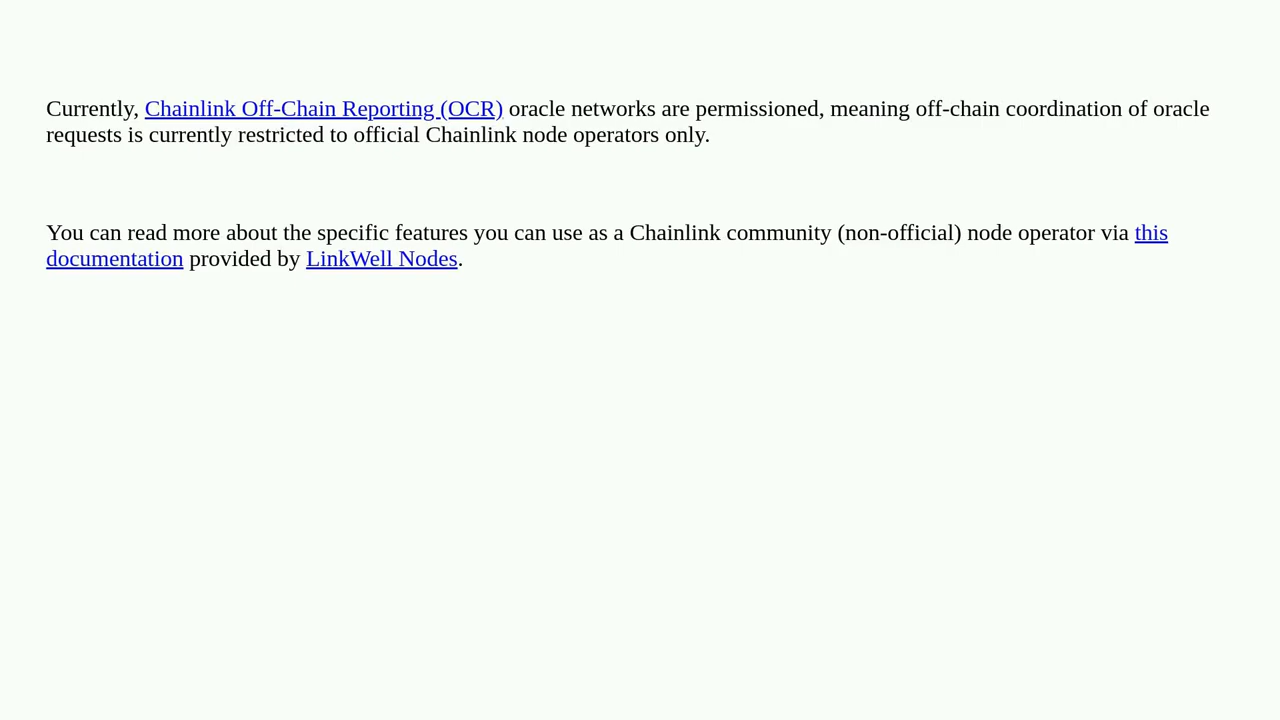 Currently, Chainlink Off-Chain Reporting (OCR) oracle networks are permissioned, meaning off-chain coordination of oracle
requests is currently restricted to official Chainlink node operators only.
You can read more about the specific features you can use as a Chainlink community (non-official) node operator via this
documentation provided by LinkWell Nodes.